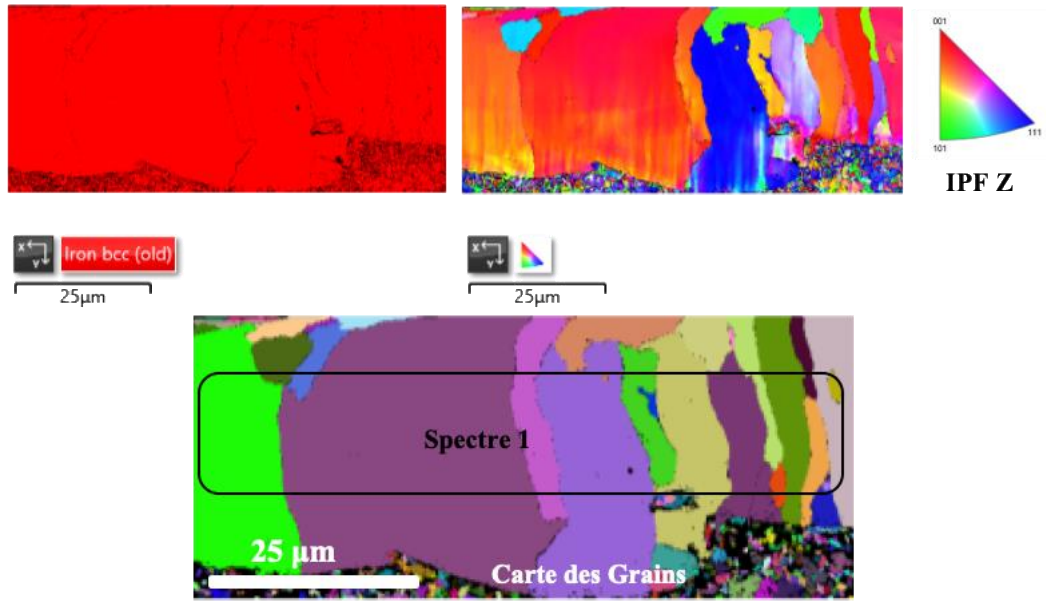 001
101
111
IPF Z
X
Y
Iron bcc (old)
25µm
X
Y
25µm
Spectre 1
25 µm
Carte des Grains